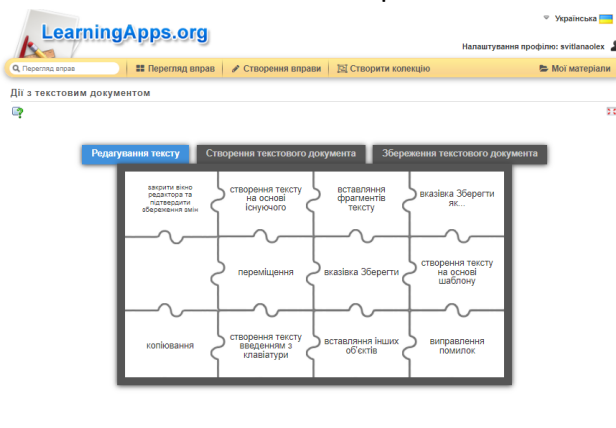 Українська
LearningApps.org
Налаштування профілю: svitlanaolex
Перегляд вправ
Перегляд вправ
Створення вправи
Створити колекцію
Мої матеріали
Дії з текстовим документом
Редагування тексту
Створення текстового документа
Збереження текстового документа
закрити вікно
редактора та
підтвердити
збереження змін
створення тексту
на основі
існуючого
вставляння
фрагментів
тексту
вказівка Зберегти
як...
переміщення
вказівка Зберегти
створення тексту
на основі
шаблону
копіювання
створення тексту
введенням з
клавіатури
вставляння інших
об'єктів
виправлення
помилок